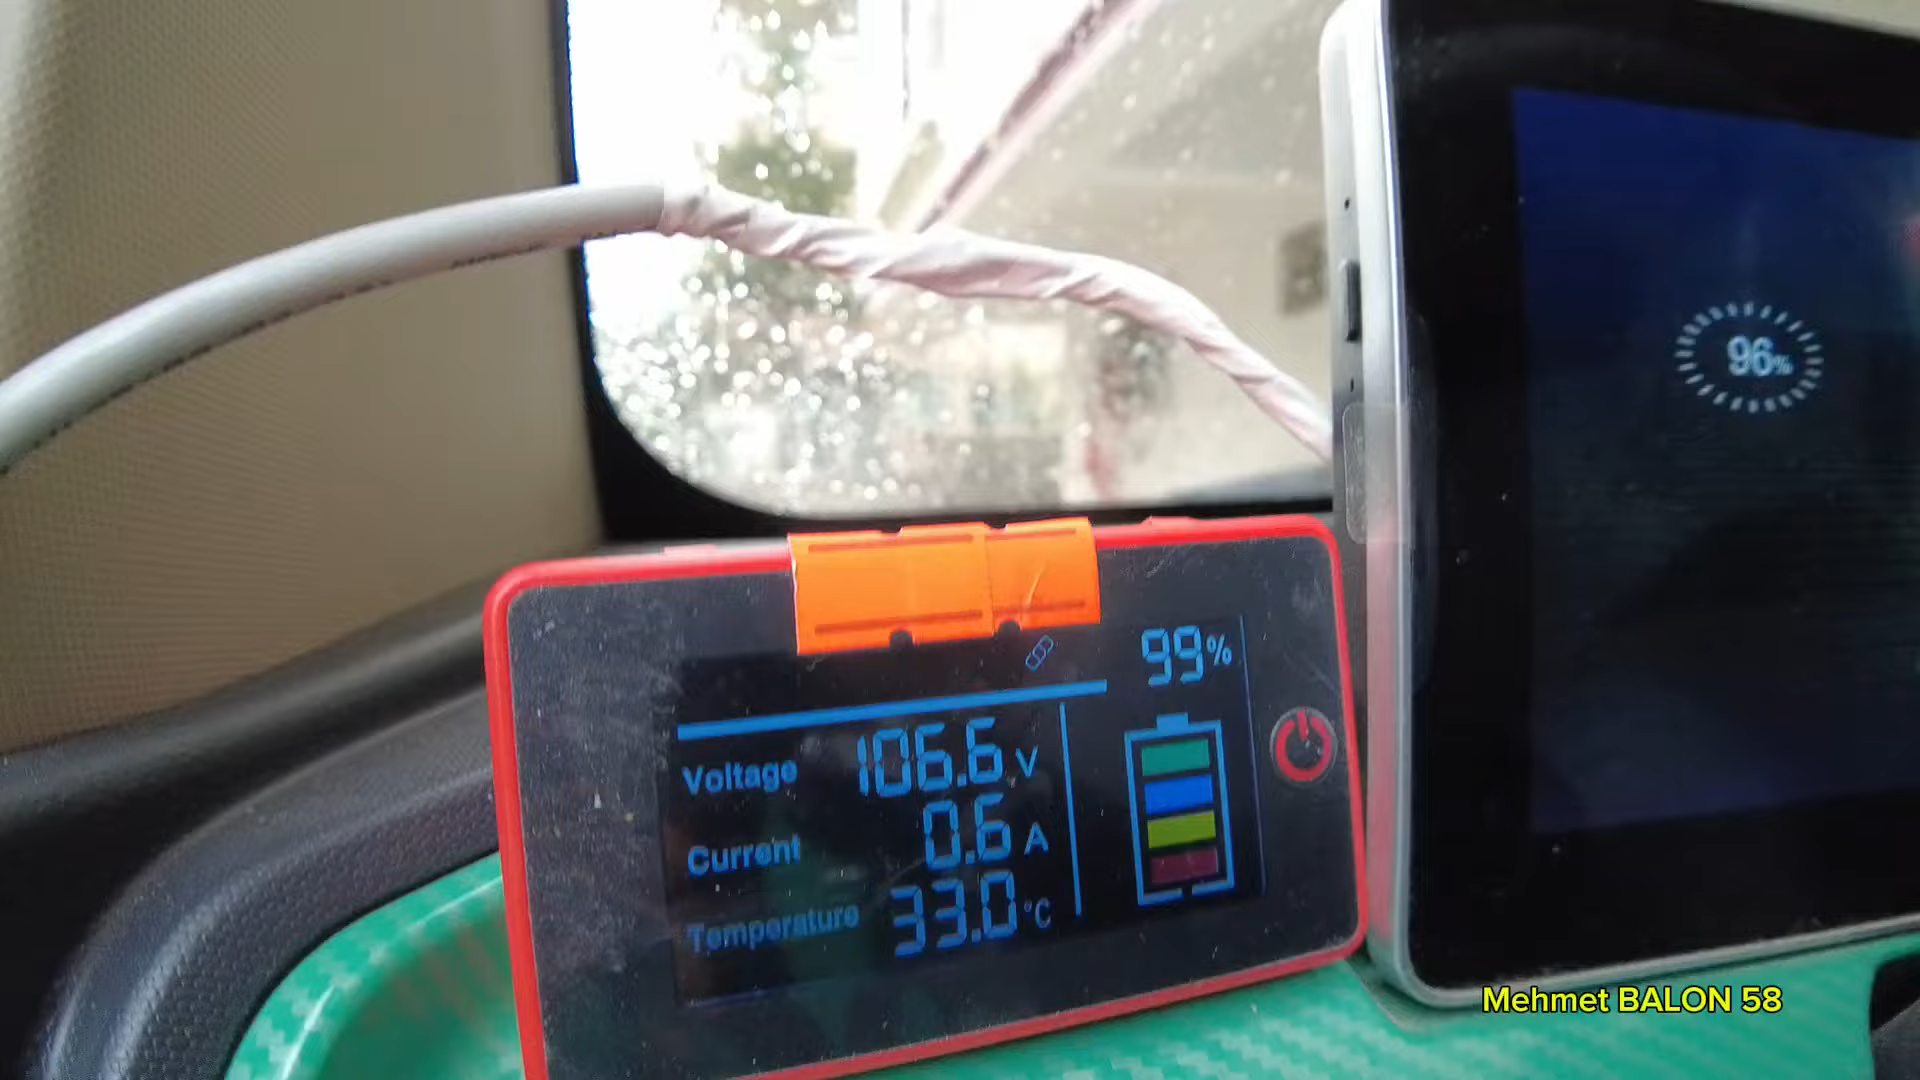 96%
99%
Voltage 106.6 V
Current 0.6 A
Temperature 33.0 °C
Mehmet BALON 58